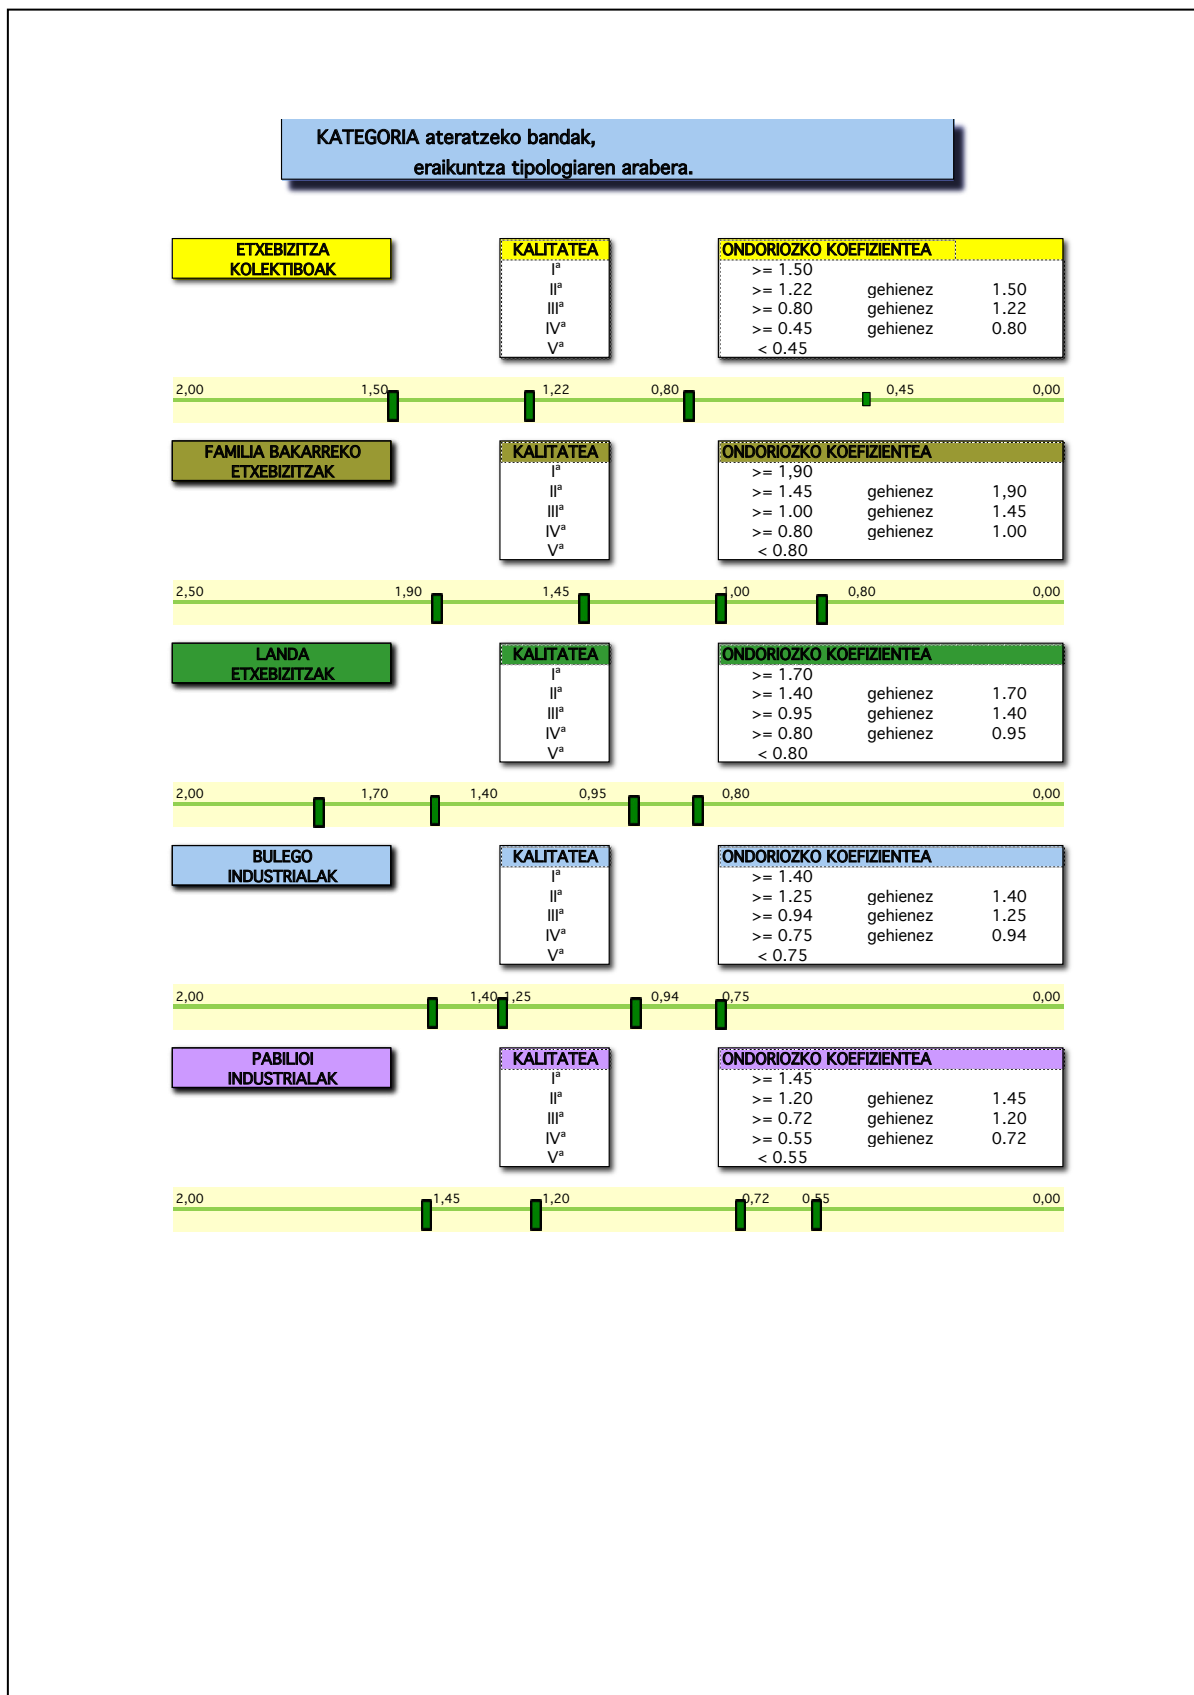 KATEGORIA ateratzeko bandak,
eraikuntza tipologiaren arabera.
ETXEBIZITZA KALITATEA ONDORIOZKO KOEFIZIENTEA
KOLEKTIBOAK Iª >= 1.50
IIª >= 1.22 gehienez 1.50
IIIª >= 0.80 gehienez 1.22
IVª >= 0.45 gehienez 0.80
Vª < 0.45
2,00 1,50 1,22 0,80 0,45 0,00
FAMILIA BAKARREKO KALITATEA ONDORIOZKO KOEFIZIENTEA
ETXEBIZITZAK Iª >= 1,90
IIª >= 1.45 gehienez 1,90
IIIª >= 1.00 gehienez 1.45
IVª >= 0.80 gehienez 1.00
Vª < 0.80
2,50 1,90 1,45 1,00 0,80 0,00
LANDA KALITATEA ONDORIOZKO KOEFIZIENTEA
ETXEBIZITZAK Iª >= 1.70
IIª >= 1.40 gehienez 1.70
IIIª >= 0.95 gehienez 1.40
IVª >= 0.80 gehienez 0.95
Vª < 0.80
2,00 1,70 1,40 0,95 0,80 0,00
BULEGO KALITATEA ONDORIOZKO KOEFIZIENTEA
INDUSTRIALAK Iª >= 1.40
IIª >= 1.25 gehienez 1.40
IIIª >= 0.94 gehienez 1.25
IVª >= 0.75 gehienez 0.94
Vª < 0.75
2,00 1,40 1,25 0,94 0,75 0,00
PABILIOI KALITATEA ONDORIOZKO KOEFIZIENTEA
INDUSTRIALAK Iª >= 1.45
IIª >= 1.20 gehienez 1.45
IIIª >= 0.72 gehienez 1.20
IVª >= 0.55 gehienez 0.72
Vª < 0.55
2,00 1,45 1,20 0,72 0,55 0,00